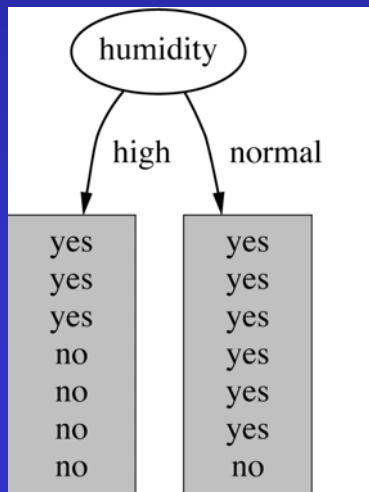 humidity
high normal
yes yes
yes yes
yes yes
no yes
no yes
no yes
no no